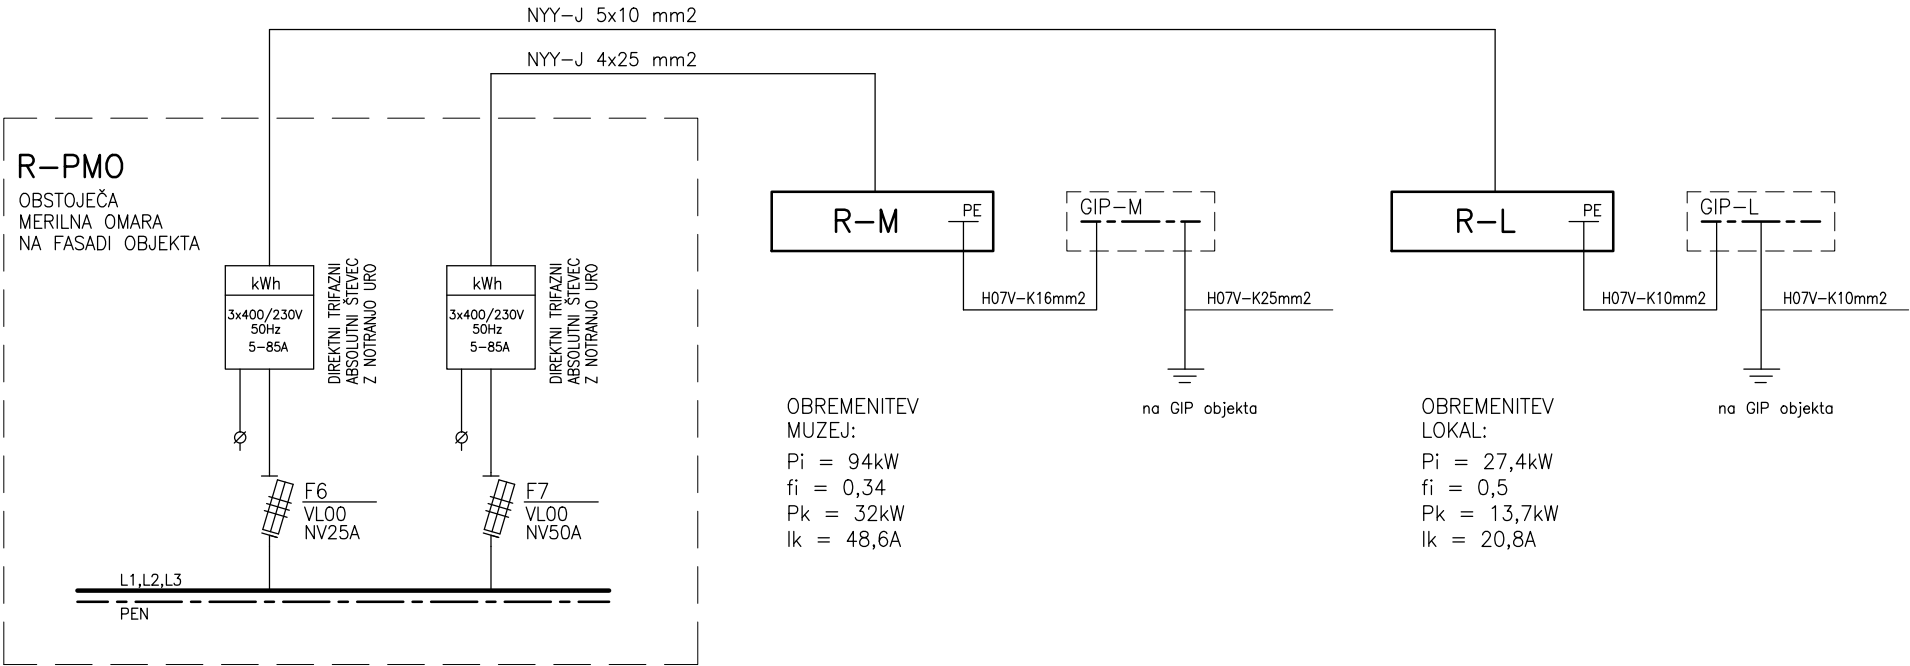 NYY-J 5x10 mm2
NYY-J 4x25 mm2
R-PMO
OBSTOJEČA
MERILNA OMARA
NA FASADI OBJEKTA
kWh
3x400/230V
50Hz
5-85A
DIREKTNI TRIFAZNI
ABSOLUTNI ŠTEVEC
Z NOTRANJO URO
kWh
3x400/230V
50Hz
5-85A
DIREKTNI TRIFAZNI
ABSOLUTNI ŠTEVEC
Z NOTRANJO URO
F6
VL00
NV25A
F7
VL00
NV50A
L1,L2,L3
PEN
R-M
PE
GIP-M
H07V-K16mm2
H07V-K25mm2
na GIP objekta
OBREMENITEV
MUZEJ:
Pi = 94kW
fi = 0,34
Pk = 32kW
Ik = 48,6A
R-L
PE
GIP-L
H07V-K10mm2
H07V-K10mm2
na GIP objekta
OBREMENITEV
LOKAL:
Pi = 27,4kW
fi = 0,5
Pk = 13,7kW
Ik = 20,8A